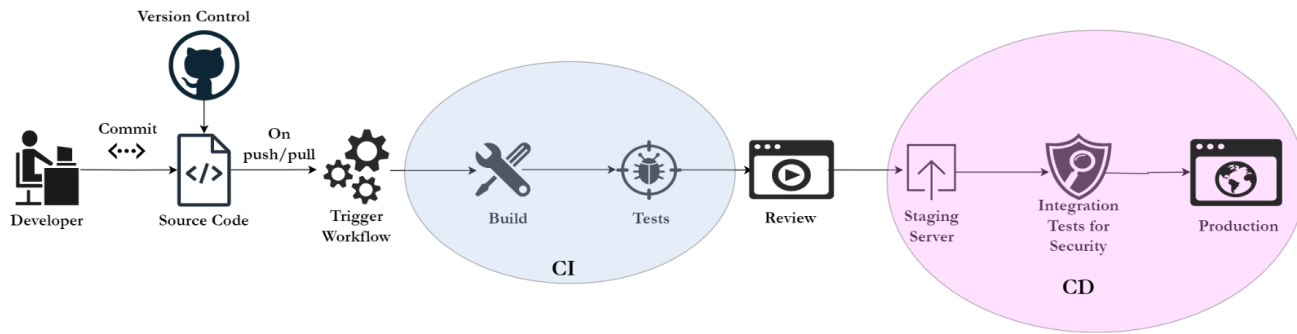 Version Control
Commit
On
push/pull
Developer
Source Code
Trigger
Workflow
Build
Tests
CI
Review
Staging
Server
Integration
Tests for
Security
Production
CD